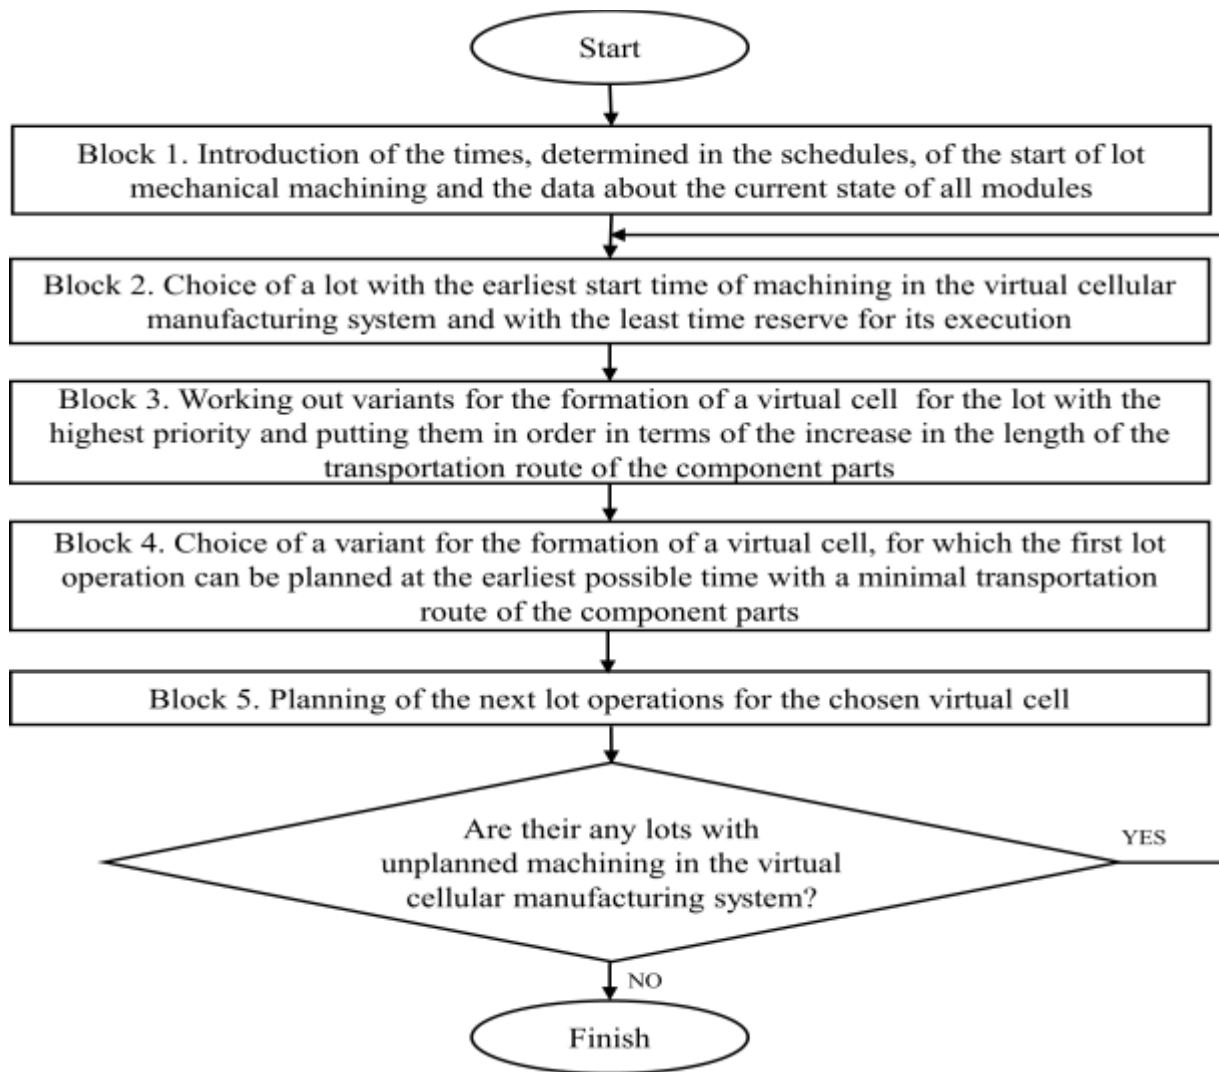 Start
Block 1. Introduction of the times, determined in the schedules, of the start of lot
mechanical machining and the data about the current state of all modules
Block 2. Choice of a lot with the earliest start time of machining in the virtual cellular
manufacturing system and with the least time reserve for its execution
Block 3. Working out variants for the formation of a virtual cell for the lot with the
highest priority and putting them in order in terms of the increase in the length of the
transportation route of the component parts
Block 4. Choice of a variant for the formation of a virtual cell, for which the first lot
operation can be planned at the earliest possible time with a minimal transportation
route of the component parts
Block 5. Planning of the next lot operations for the chosen virtual cell
Are their any lots with
unplanned machining in the virtual
cellular manufacturing system?
YES
NO
Finish